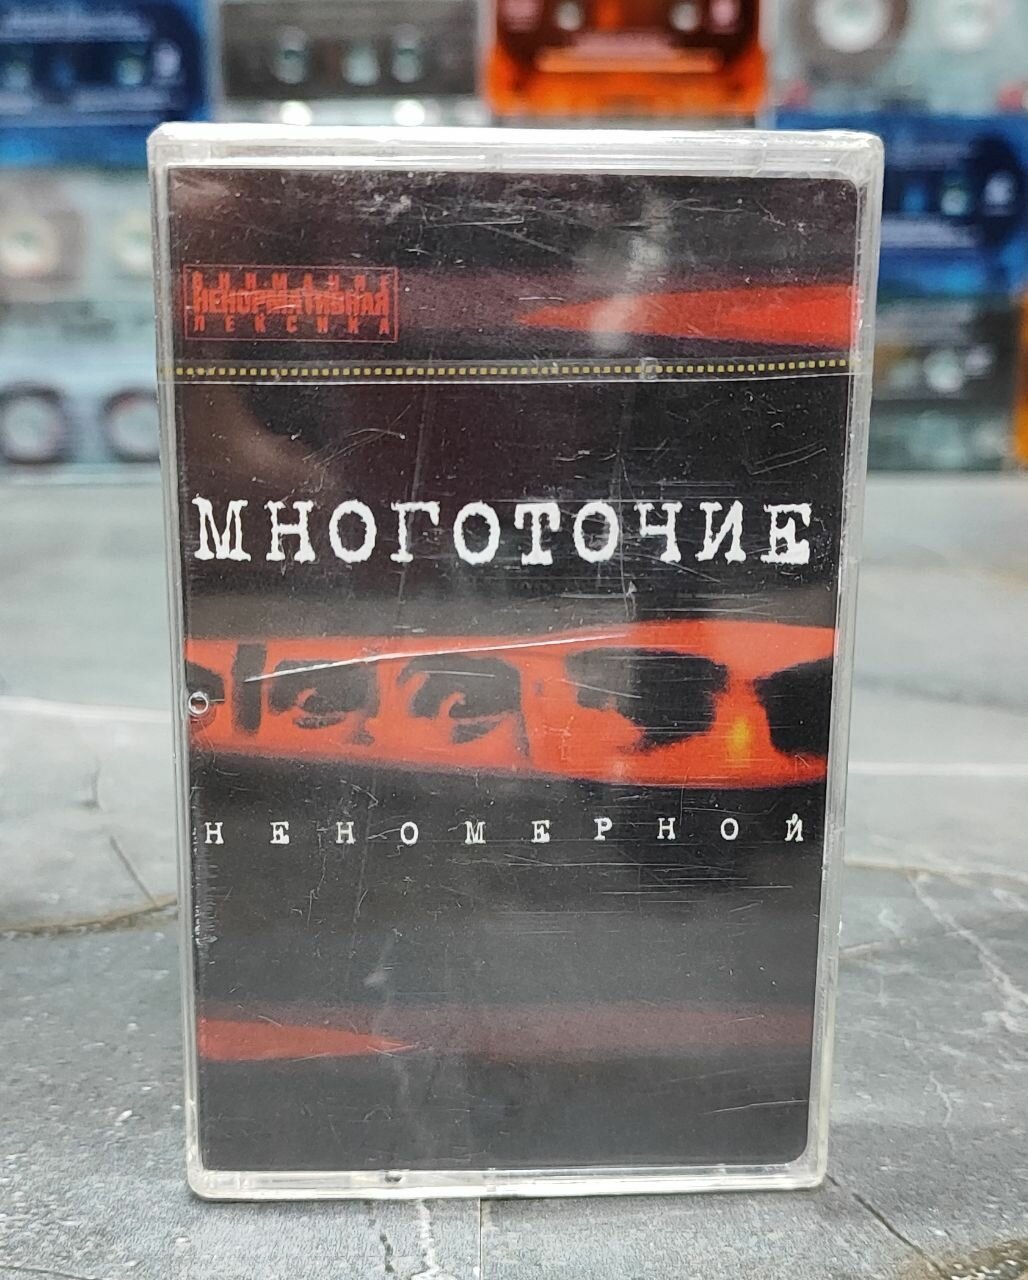 ВНИМАНИЕ
НЕНОРМАТИВНАЯ
ЛЕКСИКА
МНОГОТОЧИЕ
НЕНОМЕРНОЙ